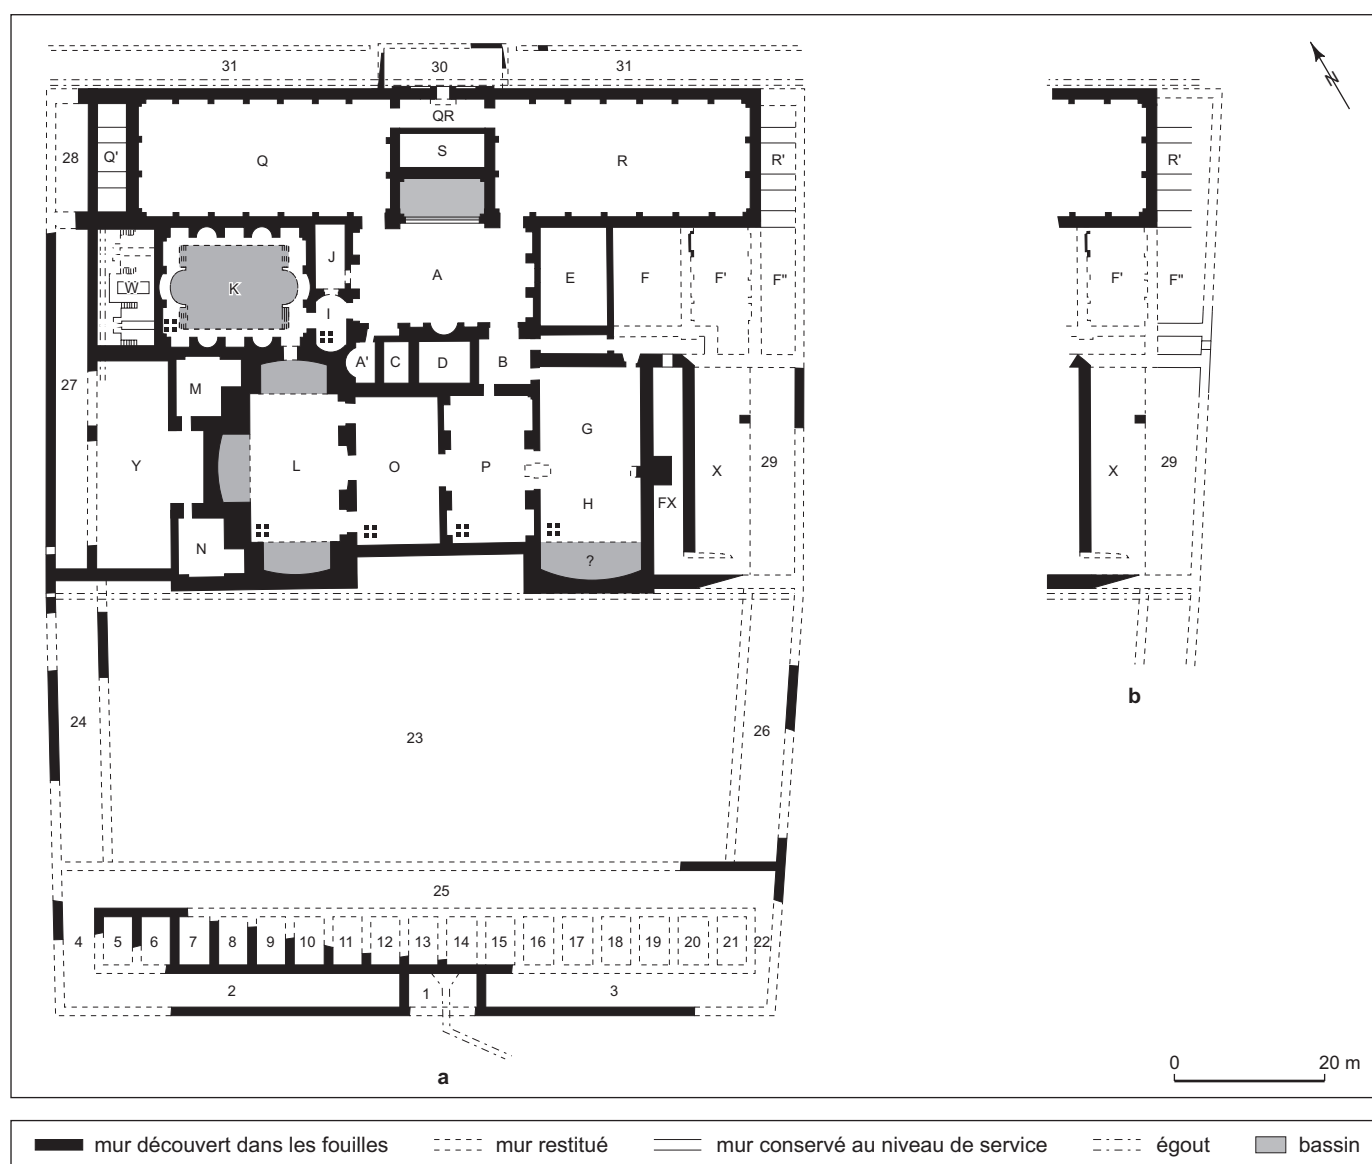 31 30 31
N
QR
28 Q' Q S R R' R'
J
W K A E F F' F" F' F"
I
A' C D B
27 M
G
Y L O P X 29 X 29
H FX
N
?
b
24 23 26
25
4 5 6 7 8 9 10 11 12 13 14 15 16 17 18 19 20 21 22
2 1 3
0 20 m
a
mur découvert dans les fouilles mur restitué mur conservé au niveau de service égout bassin